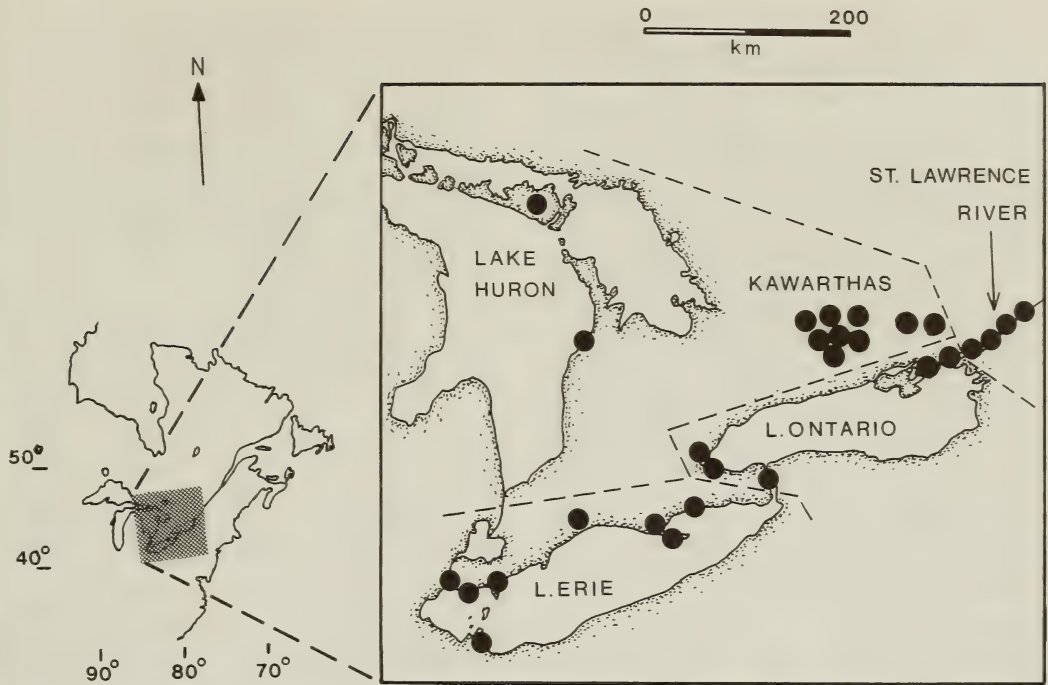 0 200
km
N
ST. LAWRENCE
RIVER
LAKE
HURON
KAWARTHAS
L. ONTARIO
L. ERIE
50°
40°
90° 80° 70°